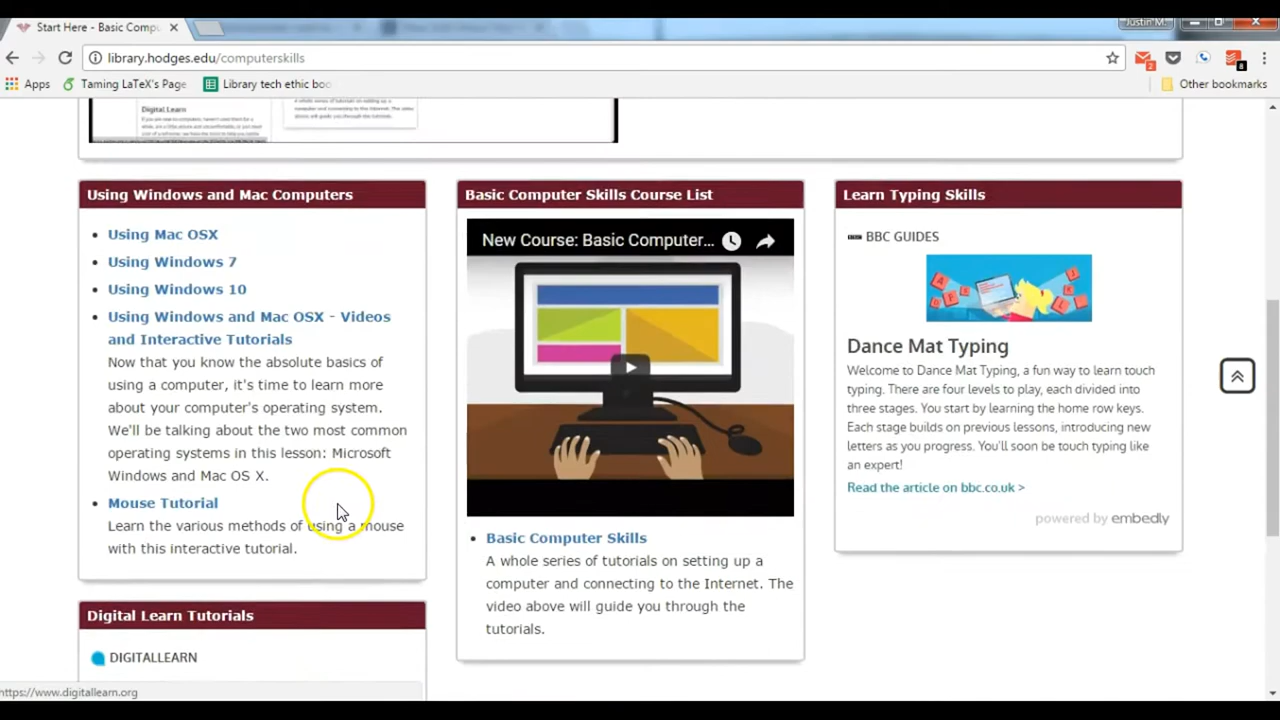 Start Here - Basic Compu
Justin M.
library.hodges.edu/computerskills
2
8
Apps
Taming LaTeX's Page
Library tech ethic boo
Other bookmarks
Digital Learn
Using Windows and Mac Computers
Using Mac OSX
Using Windows 7
Using Windows 10
Using Windows and Mac OSX - Videos
and Interactive Tutorials
Now that you know the absolute basics of
using a computer, it's time to learn more
about your computer's operating system.
We'll be talking about the two most common
operating systems in this lesson: Microsoft
Windows and Mac OS X.
Mouse Tutorial
Learn the various methods of using a mouse
with this interactive tutorial.
Digital Learn Tutorials
DIGITALLEARN
https://www.digitallearn.org
Basic Computer Skills Course List
New Course: Basic Computer...
Basic Computer Skills
A whole series of tutorials on setting up a
computer and connecting to the Internet. The
video above will guide you through the
tutorials.
Learn Typing Skills
BBC GUIDES
Dance Mat Typing
Welcome to Dance Mat Typing, a fun way to learn touch
typing. There are four levels to play, each divided into
three stages. You start by learning the home row keys.
Each stage builds on previous lessons, introducing new
letters as you progress. You'll soon be touch typing like
an expert!
Read the article on bbc.co.uk >
powered by embedly